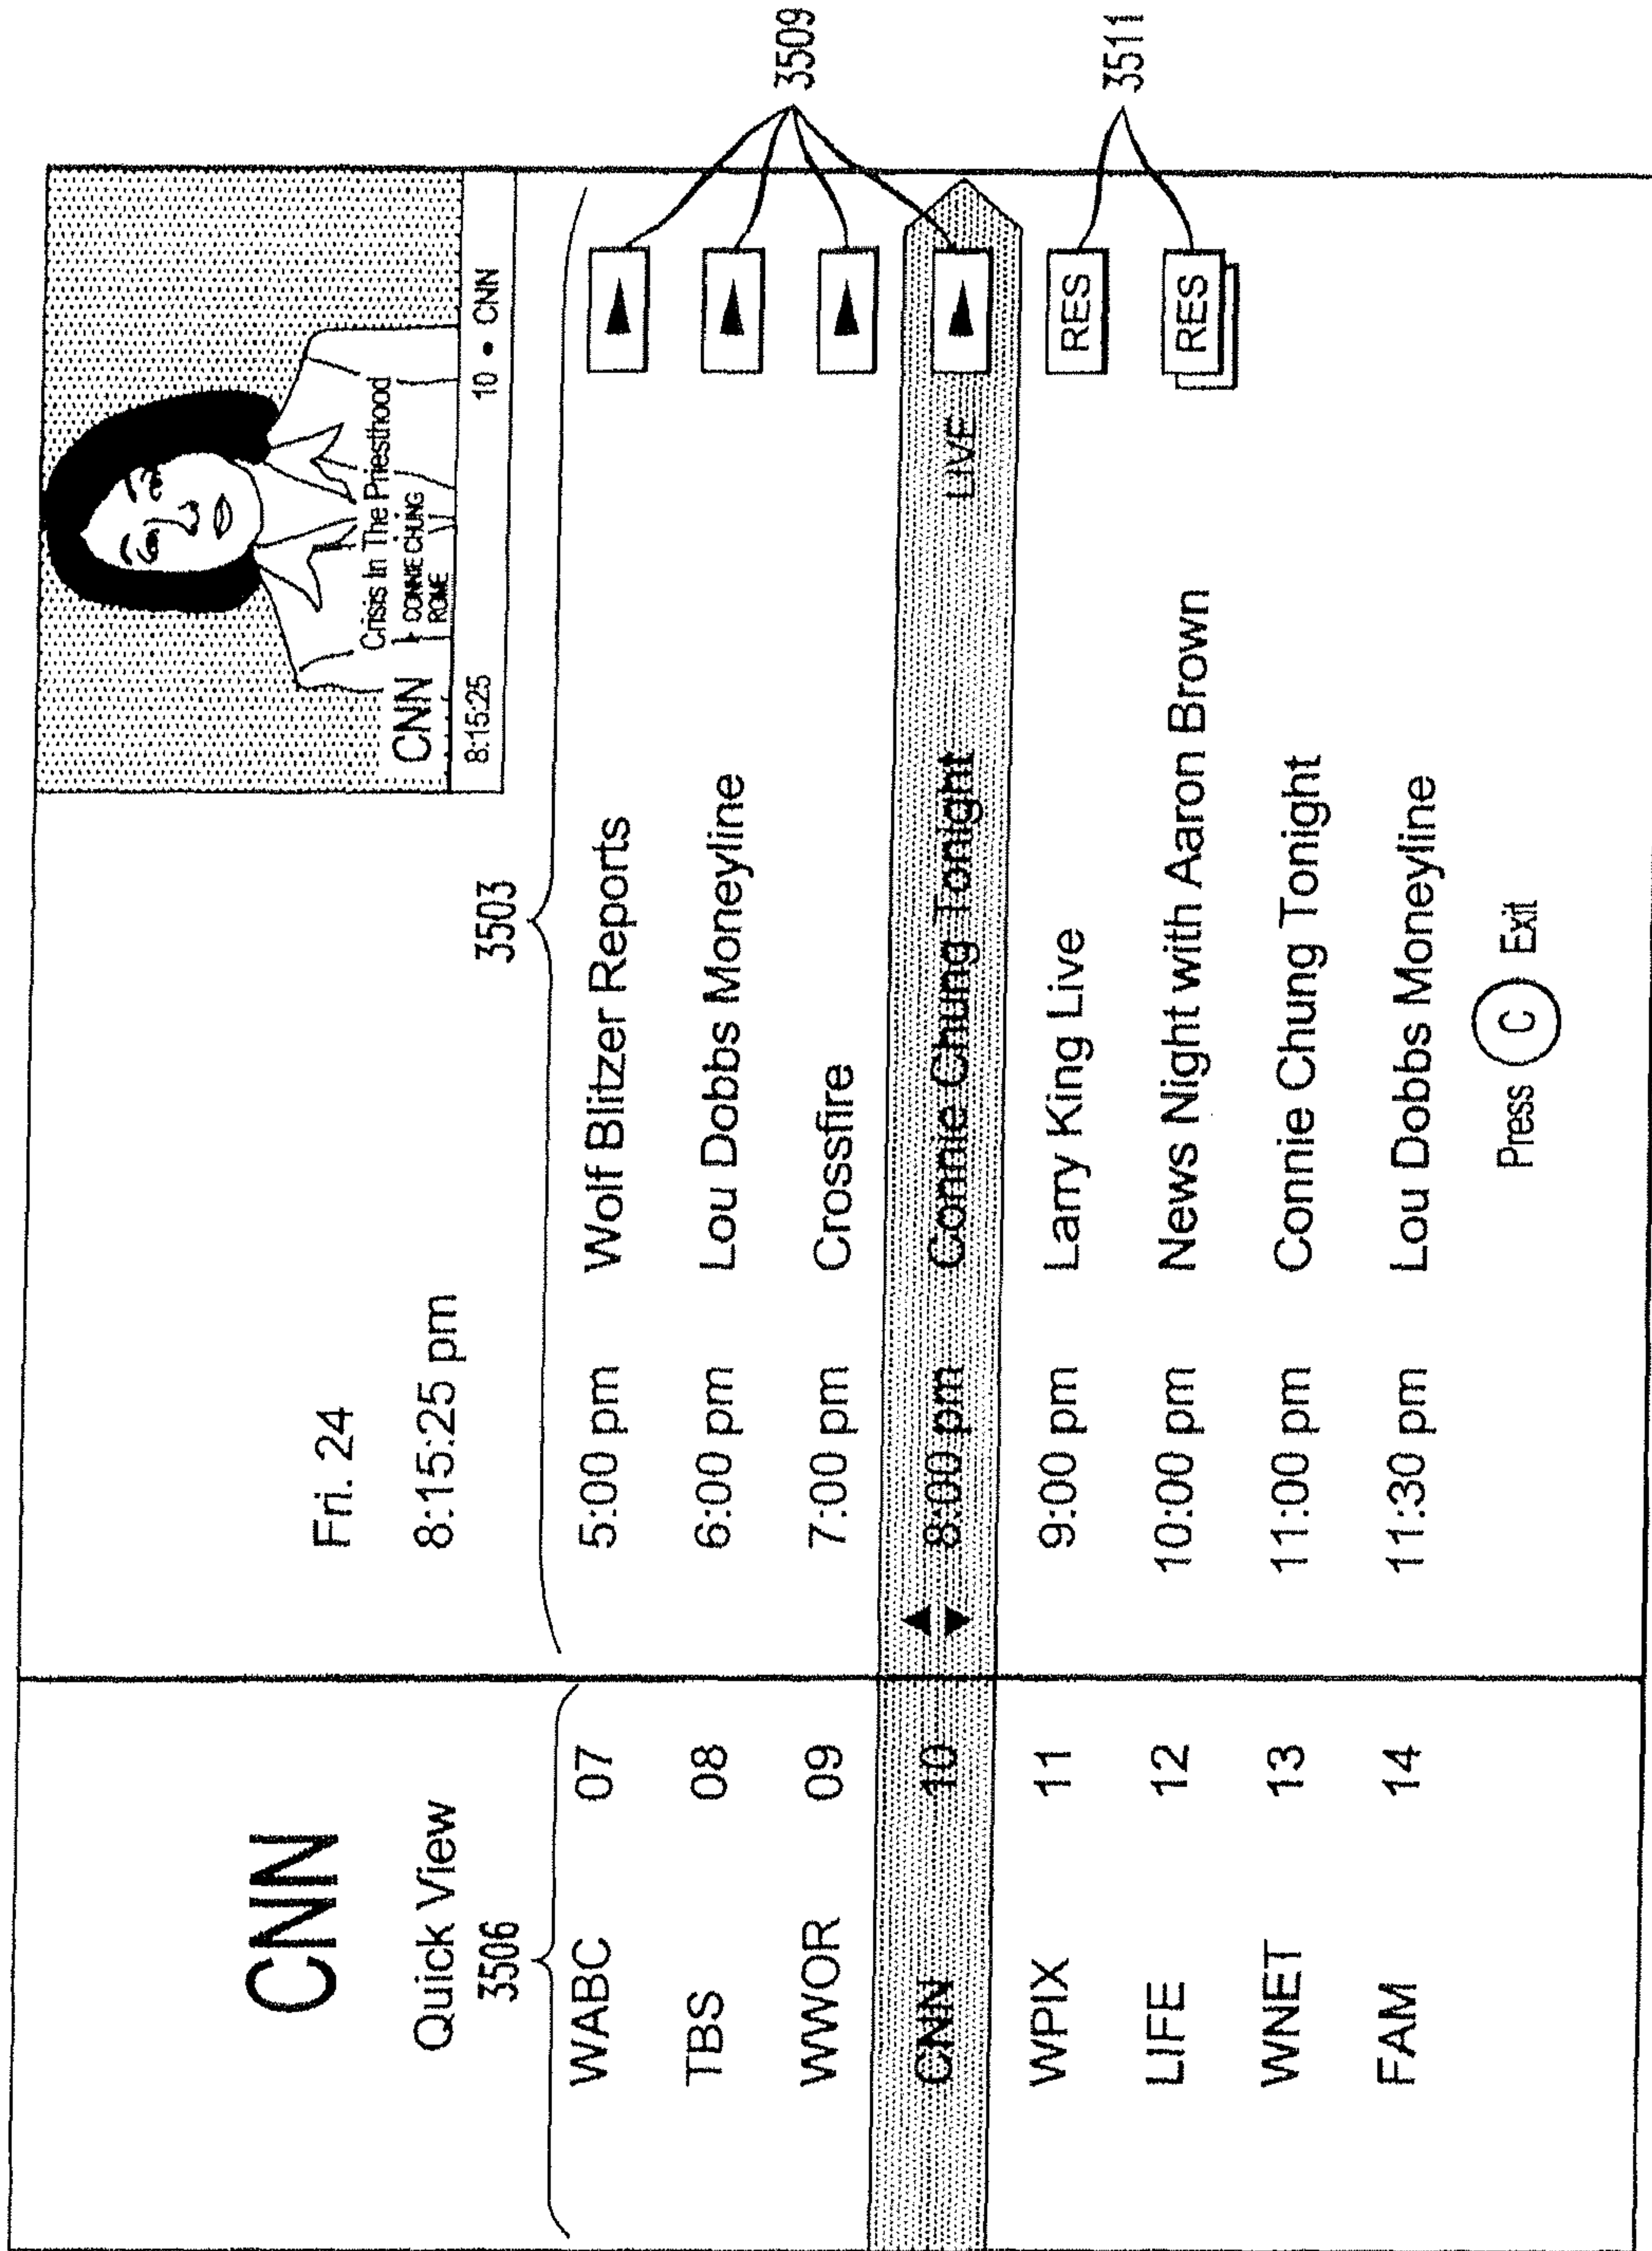 CNN
Fri. 24
Quick View
8:15:25 pm
CNN
Crisis In The Priesthood
CONNIE CHUNG
ROME
8:15:25
10 • CNN
3506
3503
WABC 07 5:00 pm Wolf Blitzer Reports
TBS 08 6:00 pm Lou Dobbs Moneyline
WWOR 09 7:00 pm Crossfire
CNN 10 8:00 pm Connie Chung Tonight LIVE
WPIX 11 9:00 pm Larry King Live RES
LIFE 12 10:00 pm News Night with Aaron Brown RES
WNET 13 11:00 pm Connie Chung Tonight
FAM 14 11:30 pm Lou Dobbs Moneyline
Press C Exit
3509
3511